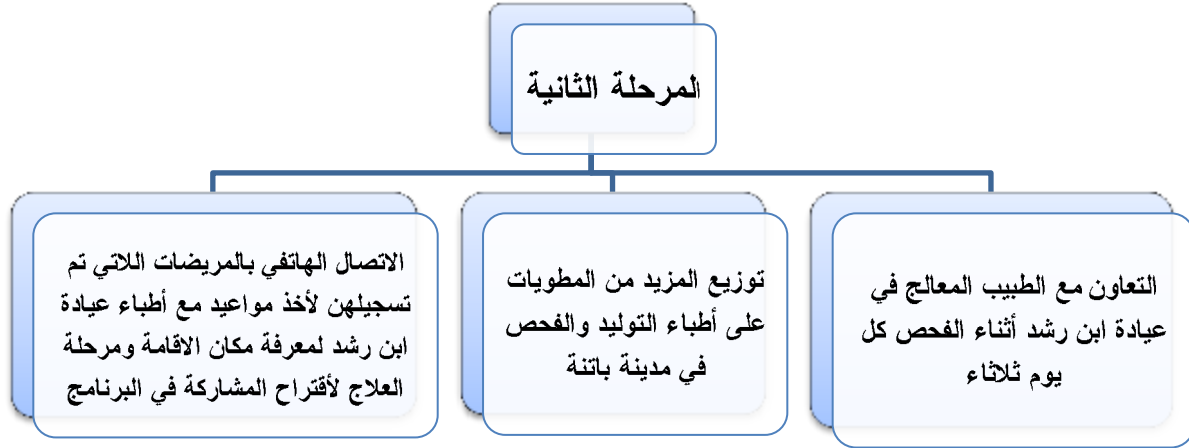 المرحلة الثانية
التعاون مع الطبيب المعالج في
عيادة ابن رشد أثناء الفحص كل
يوم ثلاثاء
توزيع المزيد من المطويات
على أطباء التوليد والفحص
في مدينة باتنة
الاتصال الهاتفي بالمريضات اللاتي تم
تسجيلهن لأخذ مواعيد مع أطباء عيادة
ابن رشد لمعرفة مكان الاقامة ومرحلة
العلاج لأقتراح المشاركة في البرنامج